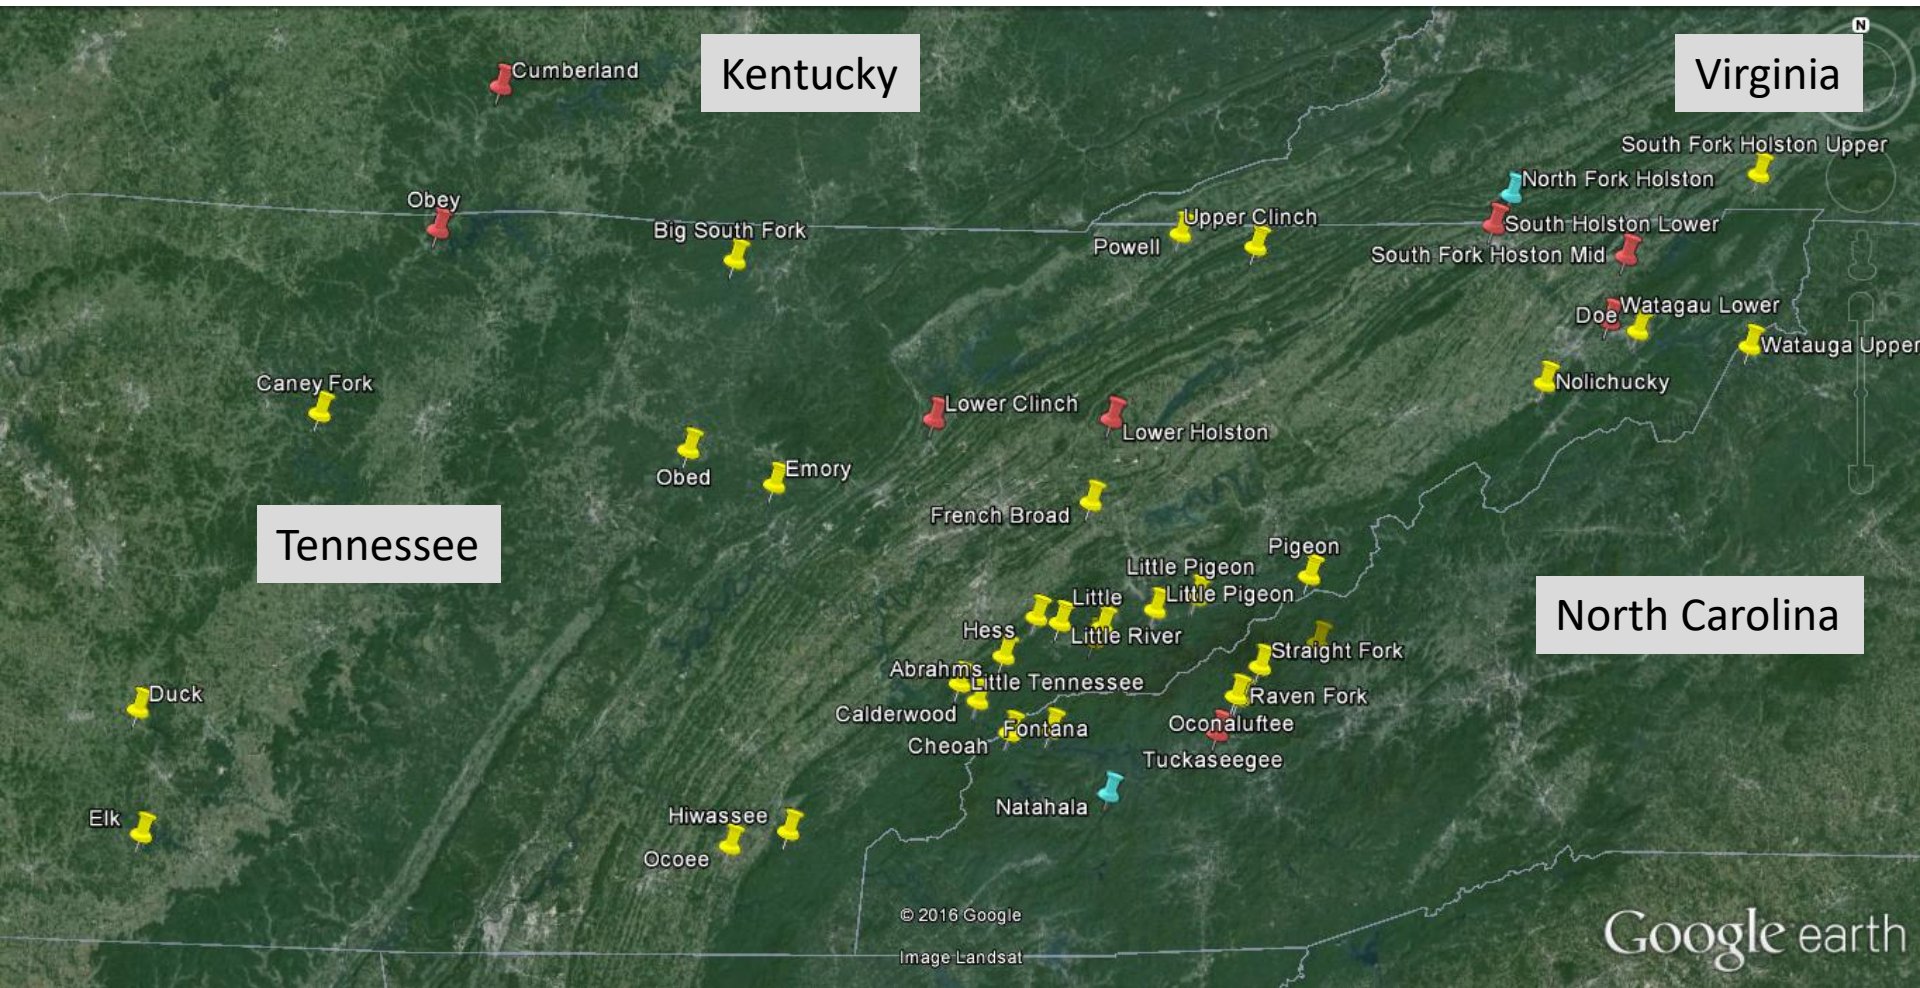 N
Cumberland
Kentucky
Virginia
South Fork Holston Upper
North Fork Holston
Obey
Upper Clinch
South Holston Lower
Big South Fork
Powell
South Fork Hoston Mid
Watagau Lower
Doe
Watauga Upper
Caney Fork
Nolichucky
Lower Clinch
Lower Holston
Emory
Obed
French Broad
Tennessee
Pigeon
Little Pigeon
Little Pigeon
Little
North Carolina
Hess
Little River
Straight Fork
Abrahms
Little Tennessee
Duck
Raven Fork
Calderwood
Oconaluftee
Fontana
Cheoah
Tuckaseegee
Natahala
Elk
Hiwassee
Ocoee
© 2016 Google
Google earth
Image Landsat